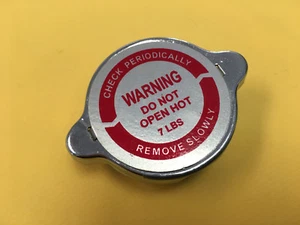 CHECK PERIODICALLY
WARNING
DO NOT
OPEN HOT
7 LBS
REMOVE SLOWLY